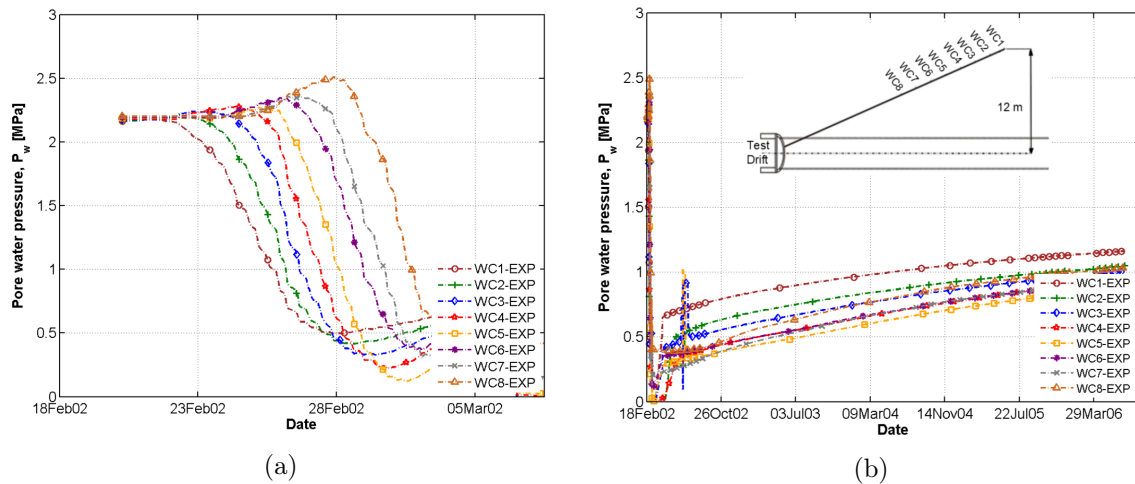 3
2.5
2
1.5
1
0.5
0
Pore water pressure, P_w [MPa]
18Feb02 23Feb02 28Feb02 05Mar02
Date
WC1-EXP
WC2-EXP
WC3-EXP
WC4-EXP
WC5-EXP
WC6-EXP
WC7-EXP
WC8-EXP
(a)
3
2.5
2
1.5
1
0.5
0
Pore water pressure, P_w [MPa]
WC1
WC2
WC3
WC4
WC5
WC6
WC7
WC8
12 m
Test
Drift
WC1-EXP
WC2-EXP
WC3-EXP
WC4-EXP
WC5-EXP
WC6-EXP
WC7-EXP
WC8-EXP
18Feb02 26Oct02 03Jul03 09Mar04 14Nov04 22Jul05 29Mar06
Date
(b)